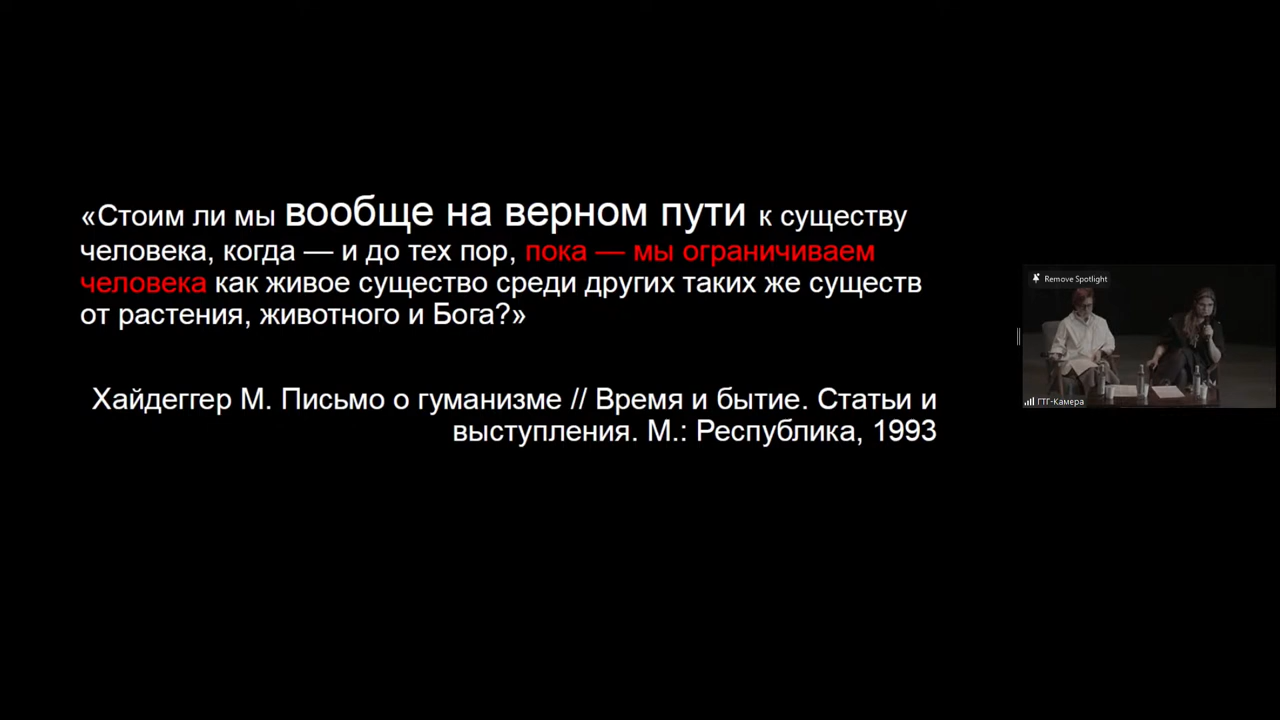 «Стоим ли мы вообще на верном пути к существу
человека, когда — и до тех пор, пока — мы ограничиваем
человека как живое существо среди других таких же существ
от растения, животного и Бога?»
Хайдеггер М. Письмо о гуманизме // Время и бытие. Статьи и
выступления. М.: Республика, 1993
Remove Spotlight
ГТГ-Камера